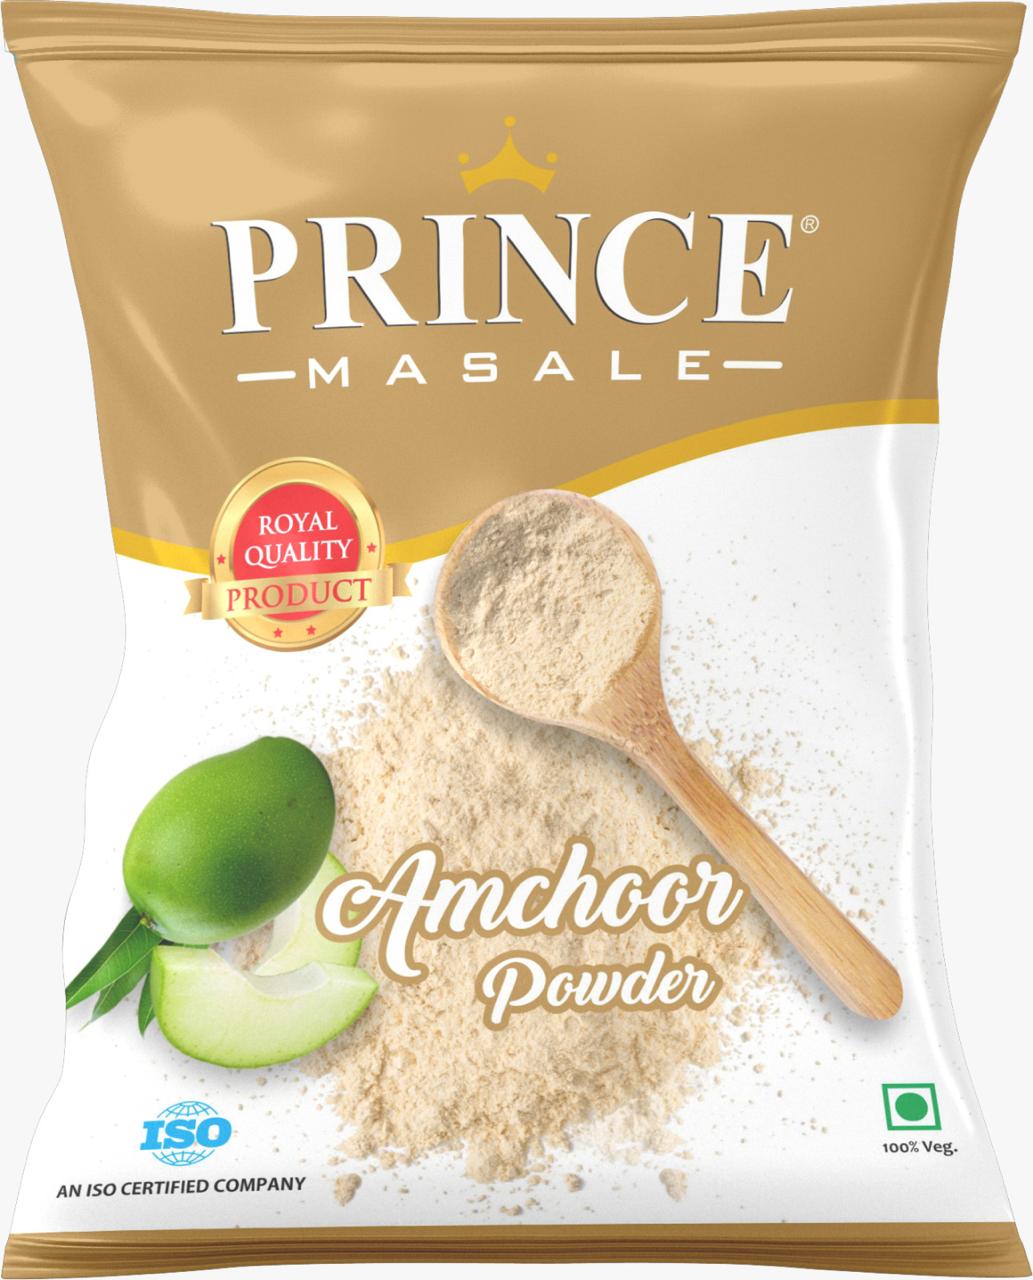 PRINCE®
MASALE
ROYAL
QUALITY
PRODUCT
Amchoor
Powder
ISO
AN ISO CERTIFIED COMPANY
100% Veg.